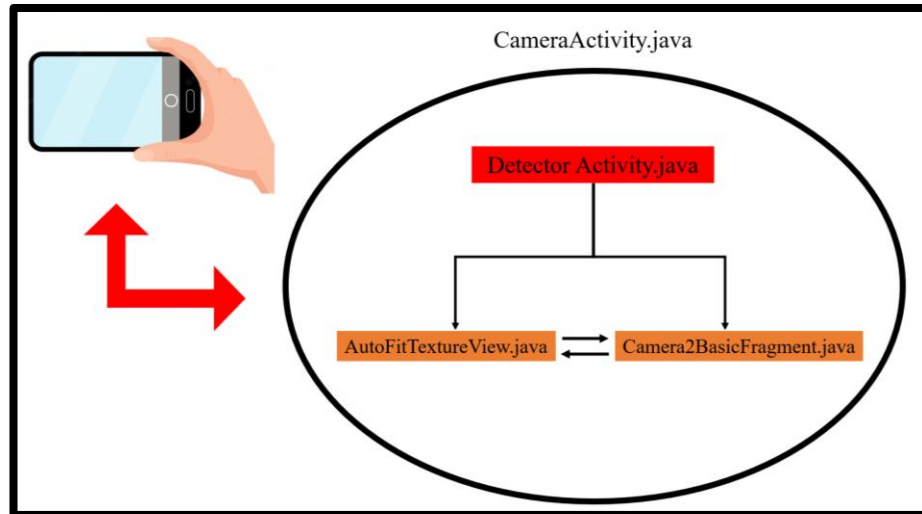 CameraActivity.java
Detector Activity.java
AutoFitTextureView.java
Camera2BasicFragment.java